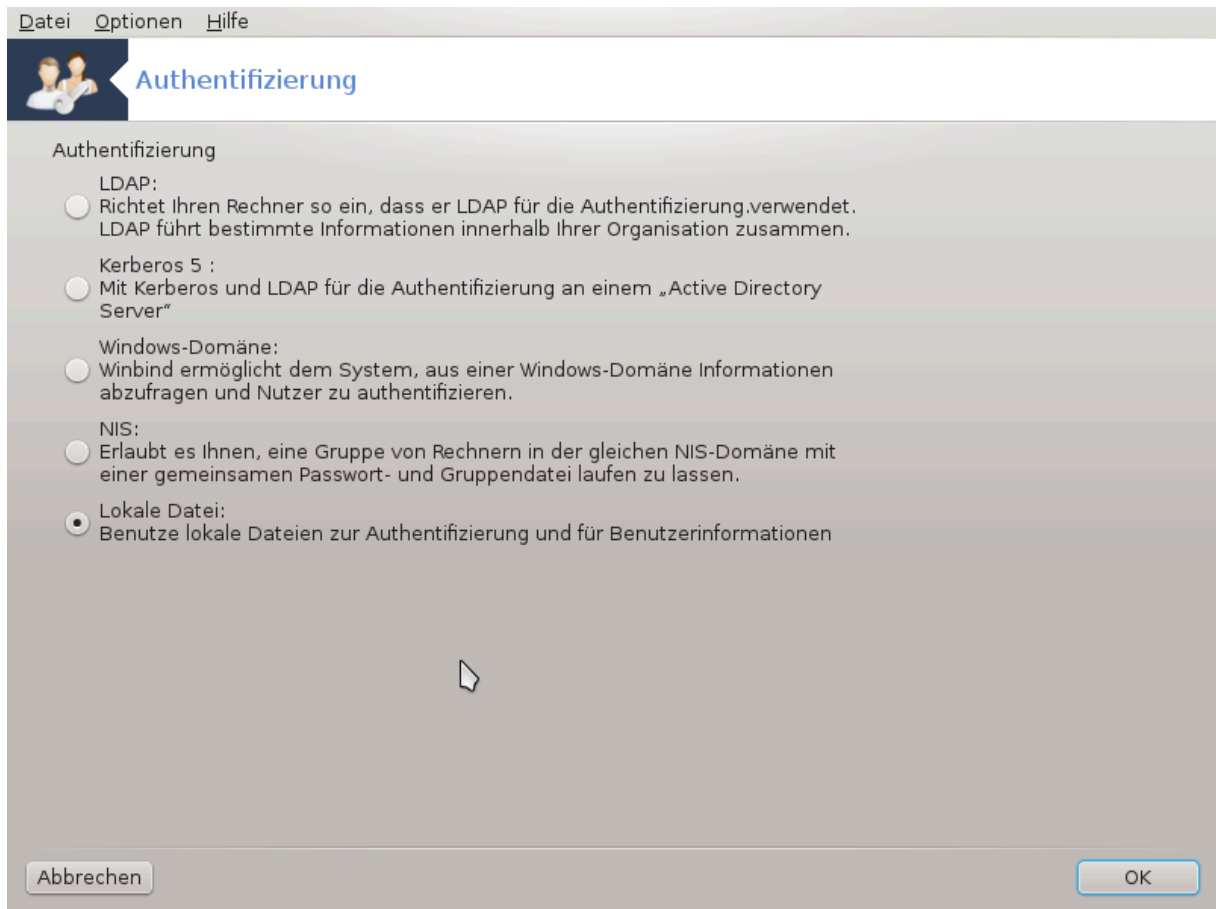 Datei Optionen Hilfe
Authentifizierung
Authentifizierung
LDAP:
Richtet Ihren Rechner so ein, dass er LDAP für die Authentifizierung.verwendet.
LDAP führt bestimmte Informationen innerhalb Ihrer Organisation zusammen.
Kerberos 5 :
Mit Kerberos und LDAP für die Authentifizierung an einem „Active Directory
Server“
Windows-Domäne:
Winbind ermöglicht dem System, aus einer Windows-Domäne Informationen
abzufragen und Nutzer zu authentifizieren.
NIS:
Erlaubt es Ihnen, eine Gruppe von Rechnern in der gleichen NIS-Domäne mit
einer gemeinsamen Passwort- und Gruppendatei laufen zu lassen.
Lokale Datei:
Benutze lokale Dateien zur Authentifizierung und für Benutzerinformationen
Abbrechen OK